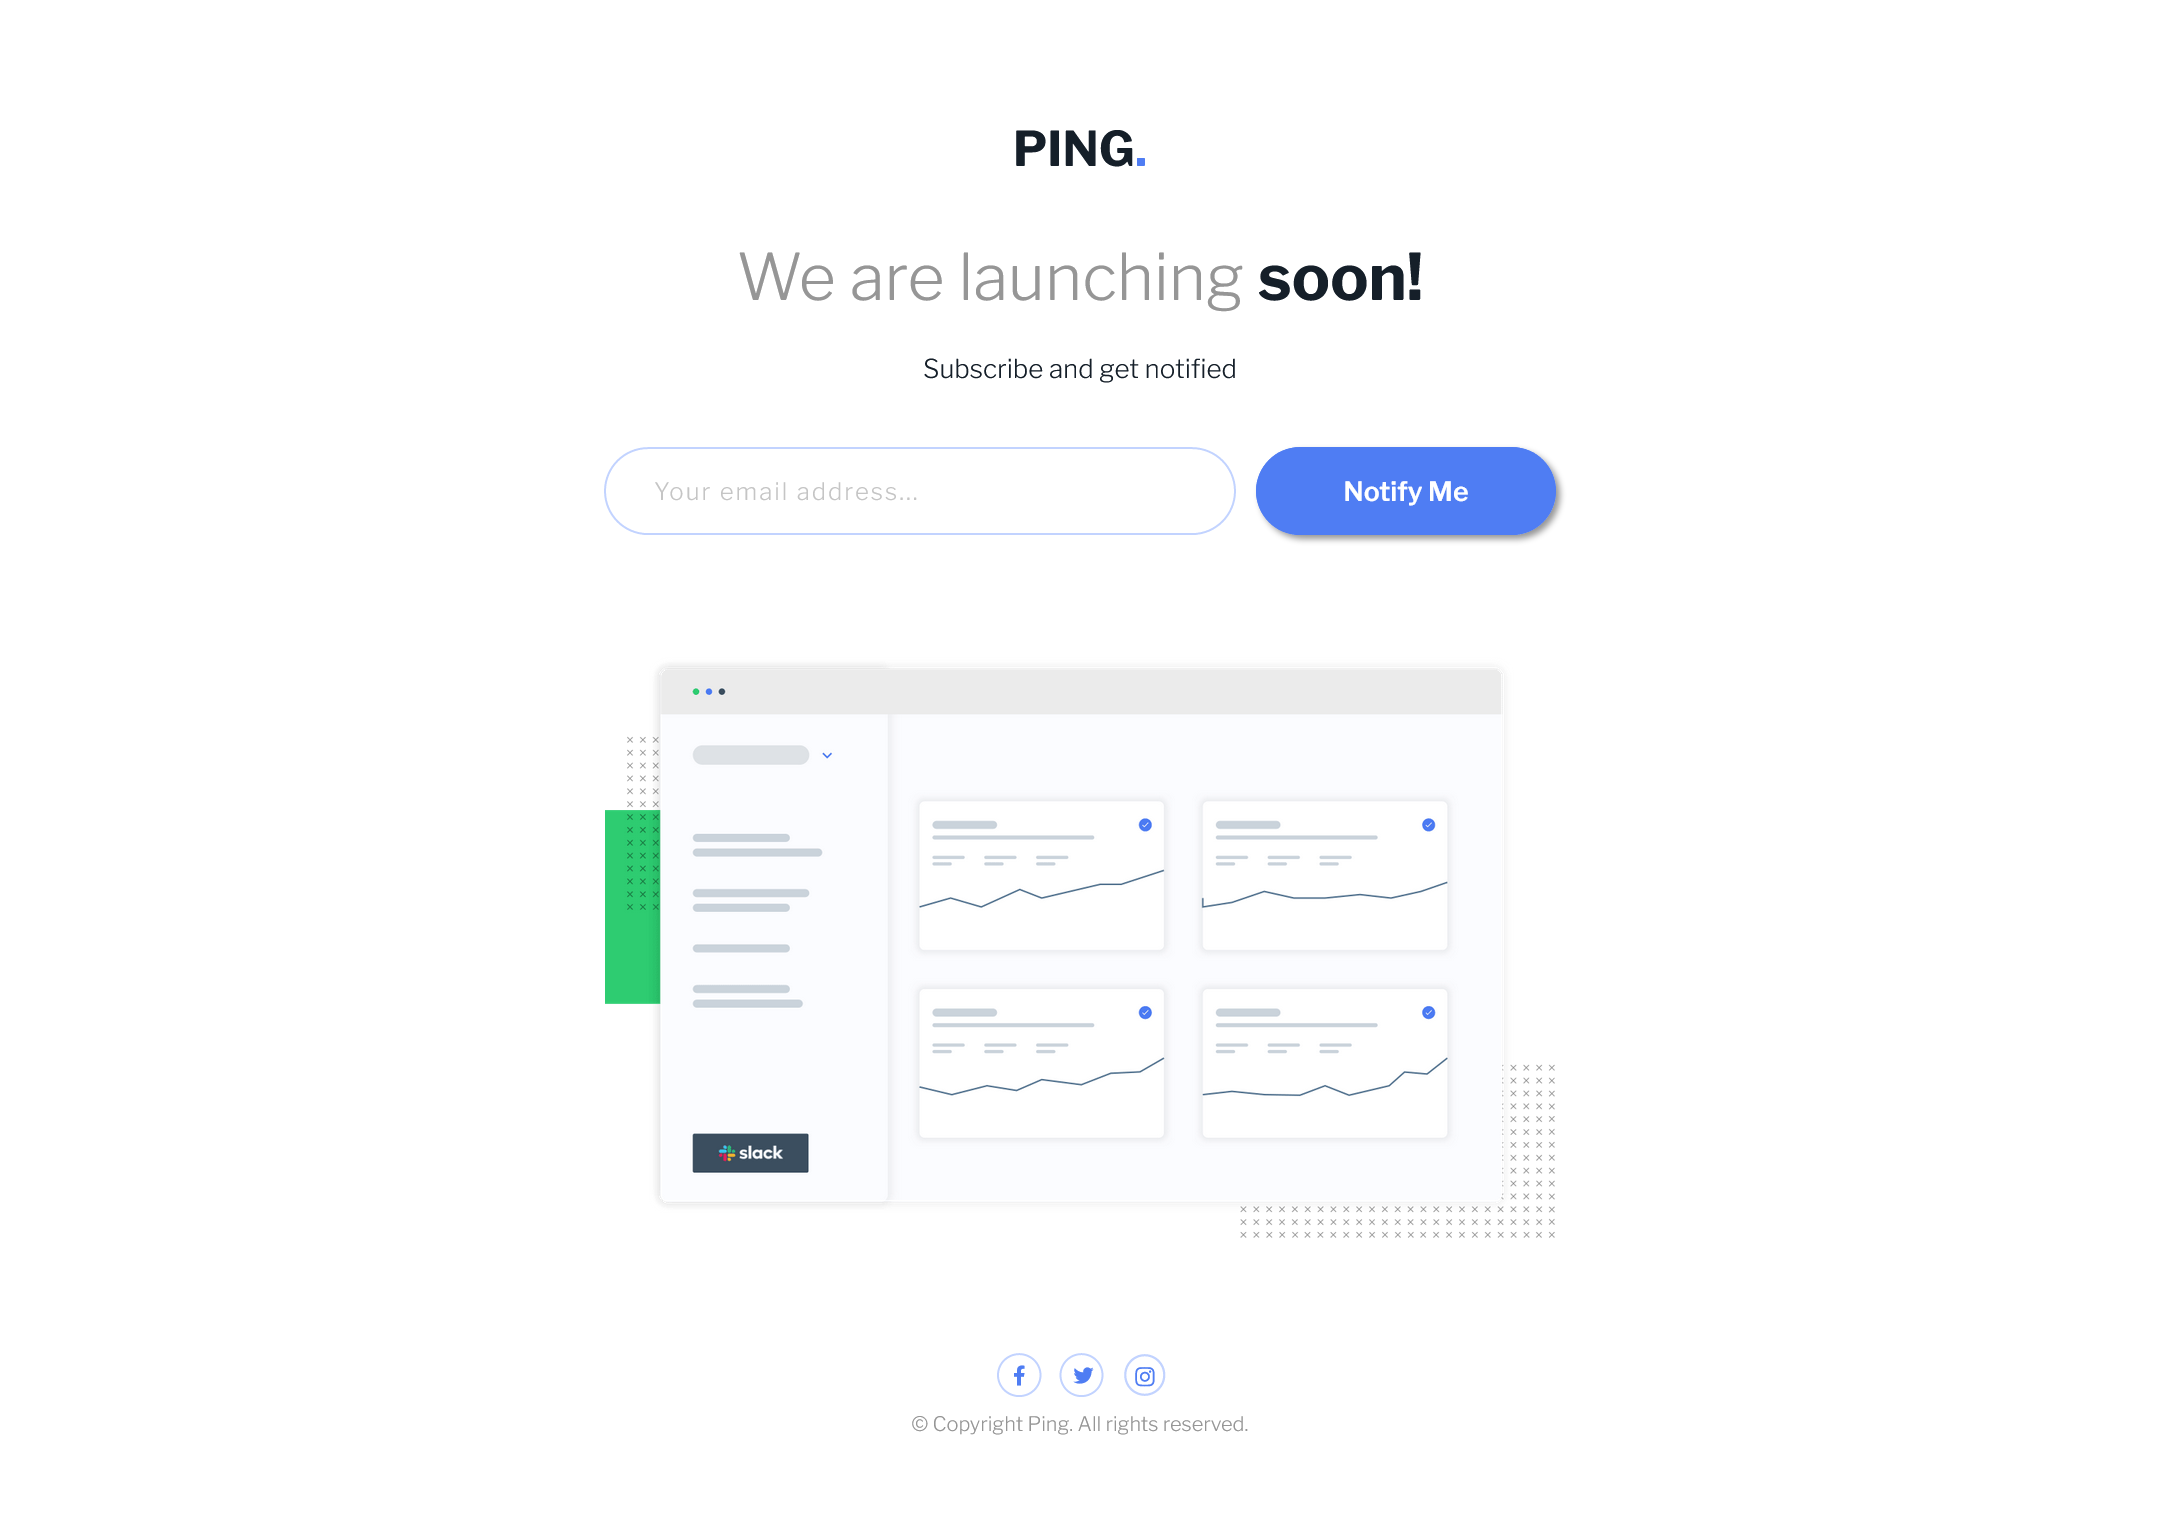 PING.
We are launching soon!
Subscribe and get notified
Your email address...
Notify Me
slack
© Copyright Ping. All rights reserved.